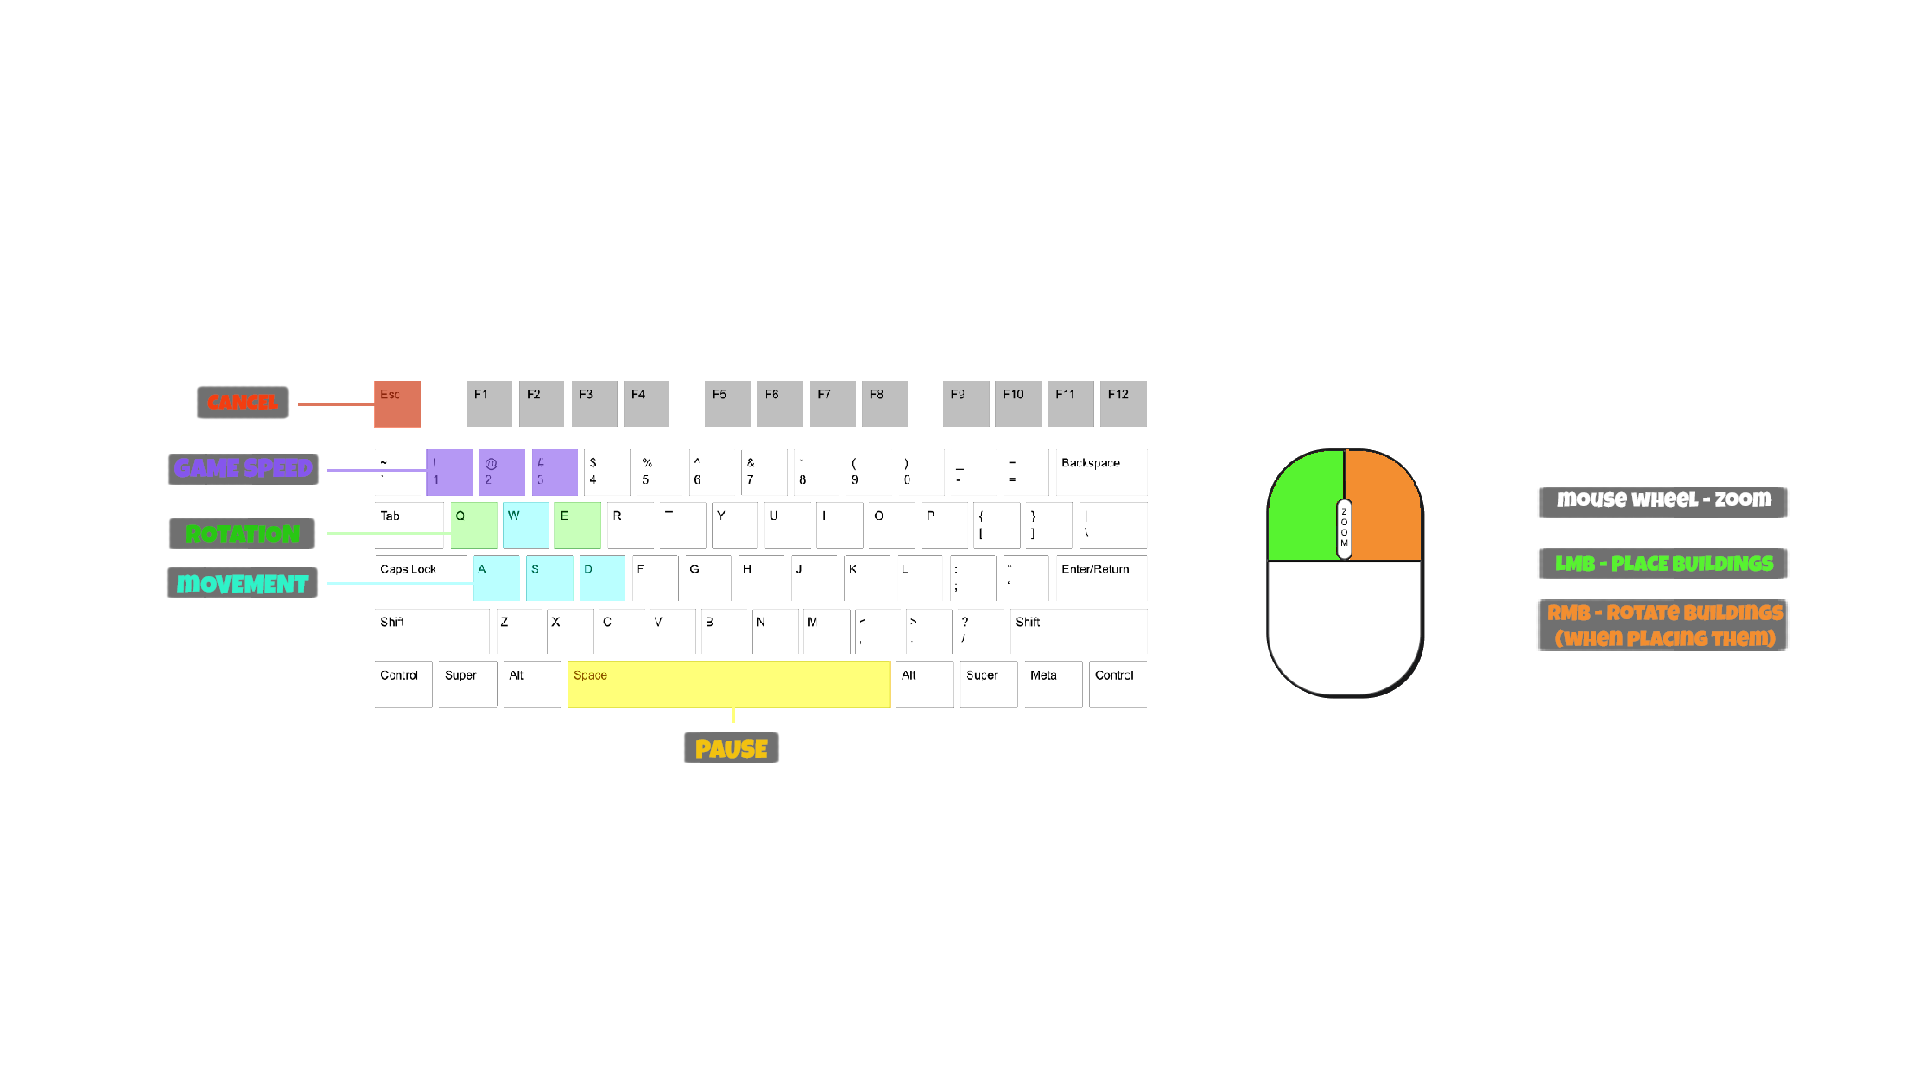 CANCEL
Esc F1 F2 F3 F4 F5 F6 F7 F8 F9 F10 F11 F12
GAME SPEED
~ ! @ # $ % ^ & ( ) _ Backspace
1 2 3 4 5 6 7 8 9 0 - =
ROTATION
Tab Q W E R Y U I O P { } |
[ ] \
MOVEMENT
Caps Lock A S D F G H J K L : " Enter/Return
; '
Shift Z X C V B N M < > ? Shift
, . /
Control Super Alt Space Alt Super Meta Control
PAUSE
ZOOM
MOUSE WHEEL - ZOOM
LMB - PLACE BUILDINGS
RMB - ROTATE BUILDINGS
(WHEN PLACING THEM)